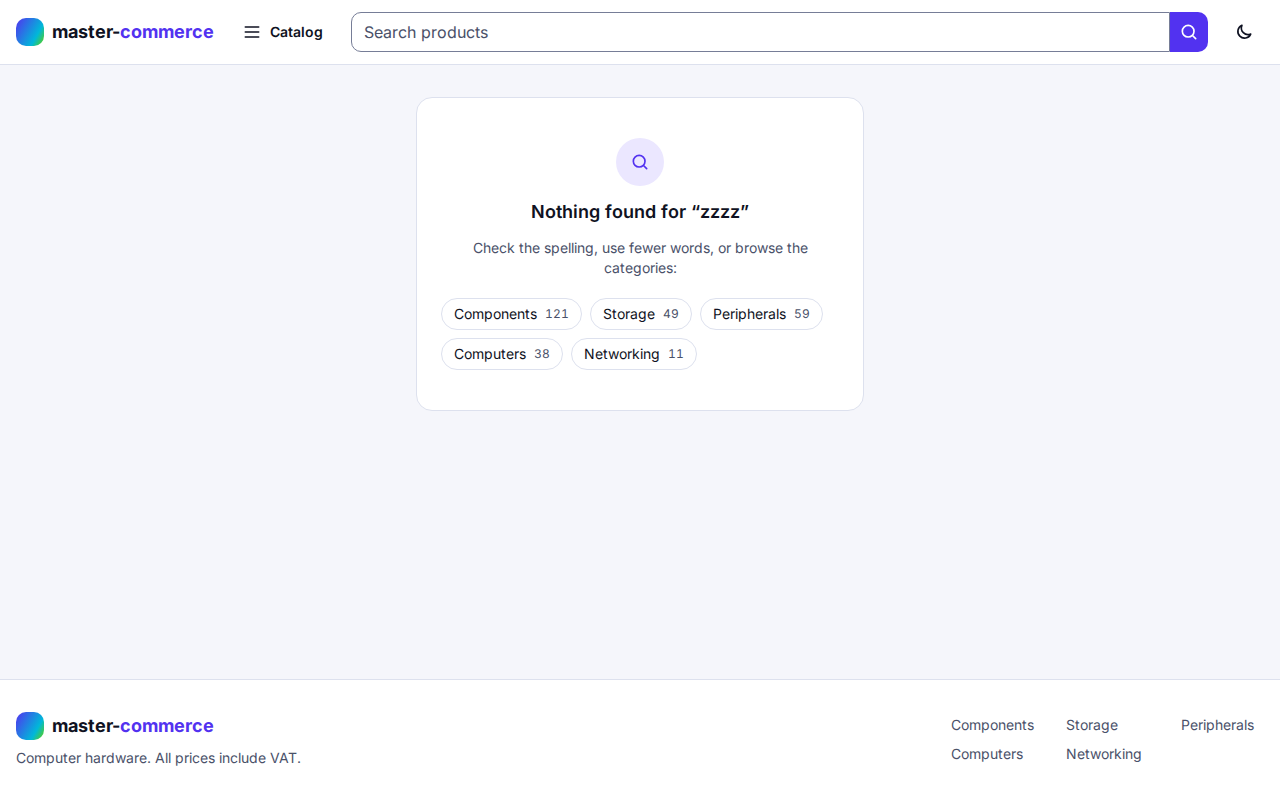 master-commerce
Catalog
Search products
Nothing found for “zzzz”
Check the spelling, use fewer words, or browse the
categories:
Components 121 Storage 49 Peripherals 59
Computers 38 Networking 11
master-commerce
Computer hardware. All prices include VAT.
Components Storage Peripherals
Computers Networking